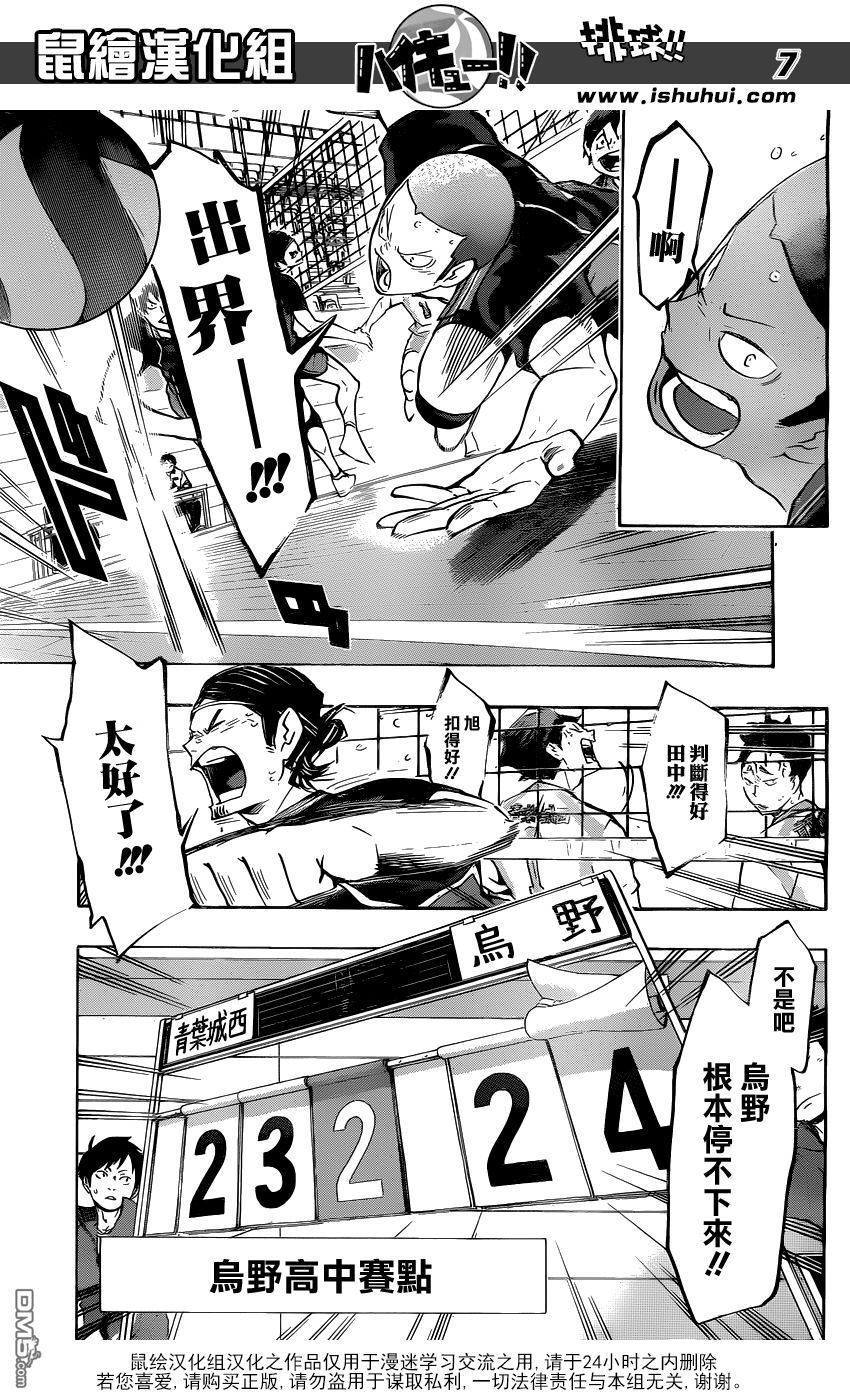 鼠繪漢化組
ハイキュー!!
排球!!
7
www.ishuhui.com
—啊
出界——!!!
判斷得好
田中!!!
旭
扣得好!!
太好了!!!
烏野
青葉城西
23 2 24
不是吧
烏野
根本停不下來!!
烏野高中賽點
鼠绘汉化组汉化之作品仅用于漫迷学习交流之用, 请于24小时之内删除
若您喜爱, 请购买正版, 请勿用于谋取私利, 一切法律责任与本组无关, 谢谢。